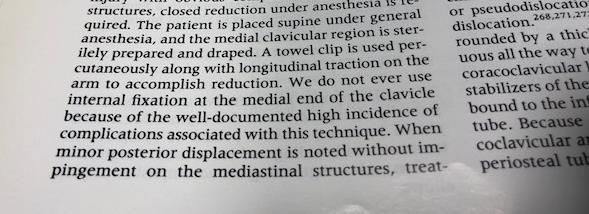 structures, closed reduction under anesthesia is re-
quired. The patient is placed supine under general
anesthesia, and the medial clavicular region is ster-
ilely prepared and draped. A towel clip is used per-
cutaneously along with longitudinal traction on the
arm to accomplish reduction. We do not ever use
internal fixation at the medial end of the clavicle
because of the well-documented high incidence of
complications associated with this technique. When
minor posterior displacement is noted without im-
pingement on the mediastinal structures, treat-
or pseudodislocatio
dislocation.268,271,27
rounded by a thic
uous all the way t
coracoclavicular
stabilizers of the
bound to the in
tube. Because
coclavicular a
periosteal tub